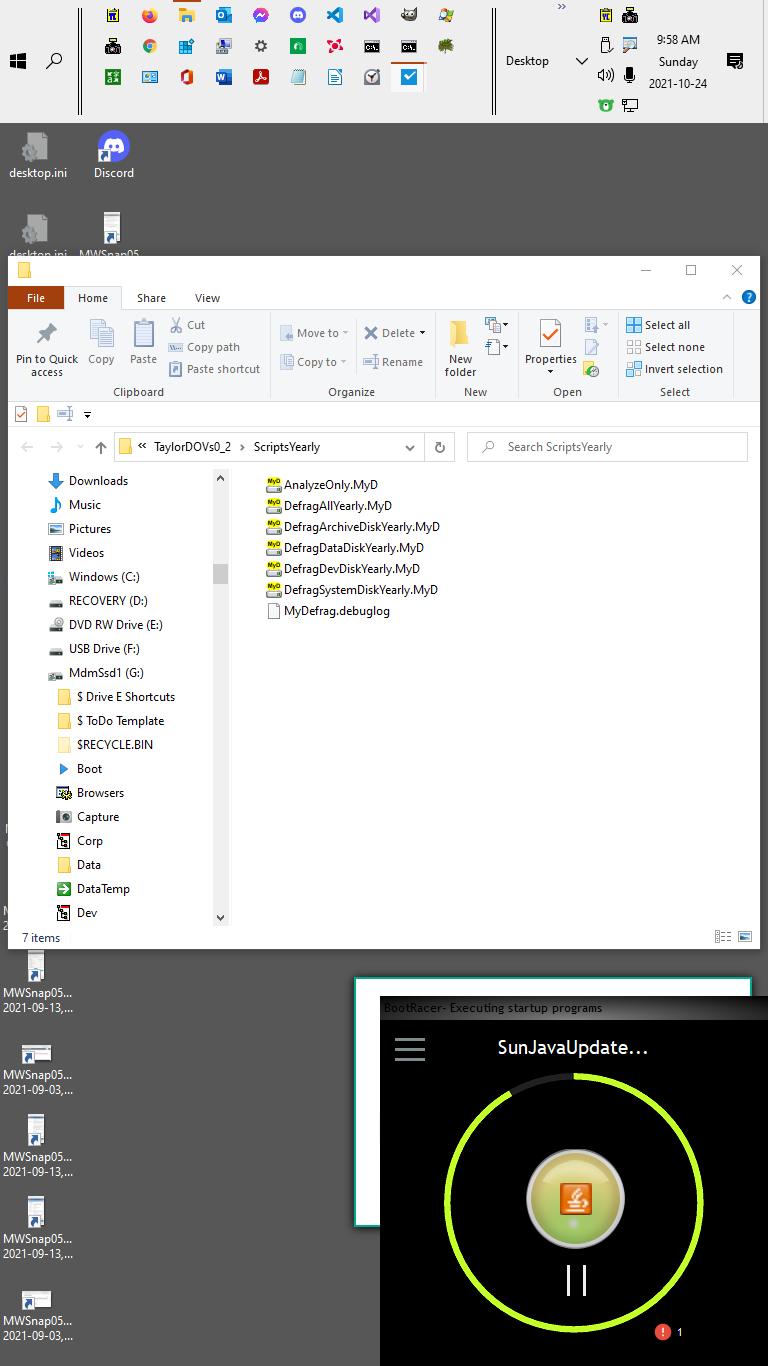 9:58 AM
Desktop
Sunday
2021-10-24
desktop.ini
Discord
desktop.ini
MWSnap05
File
Home
Share
View
Pin to Quick access
Copy
Paste
Cut
Copy path
Paste shortcut
Clipboard
Move to
Copy to
Delete
Rename
Organize
New folder
New
Properties
Open
Select all
Select none
Invert selection
Select
« TaylorDOVs0_2 › ScriptsYearly
Search ScriptsYearly
Downloads
Music
Pictures
Videos
Windows (C:)
RECOVERY (D:)
DVD RW Drive (E:)
USB Drive (F:)
MdmSsd1 (G:)
$ Drive E Shortcuts
$ ToDo Template
$RECYCLE.BIN
Boot
Browsers
Capture
Corp
Data
DataTemp
Dev
AnalyzeOnly.MyD
DefragAllYearly.MyD
DefragArchiveDiskYearly.MyD
DefragDataDiskYearly.MyD
DefragDevDiskYearly.MyD
DefragSystemDiskYearly.MyD
MyDefrag.debuglog
7 items
MWSnap05...
2021-09-13,...
MWSnap05...
2021-09-03,...
MWSnap05...
2021-09-13,...
MWSnap05...
2021-09-13,...
MWSnap05...
2021-09-03,...
BootRacer- Executing startup programs
SunJavaUpdate...
1